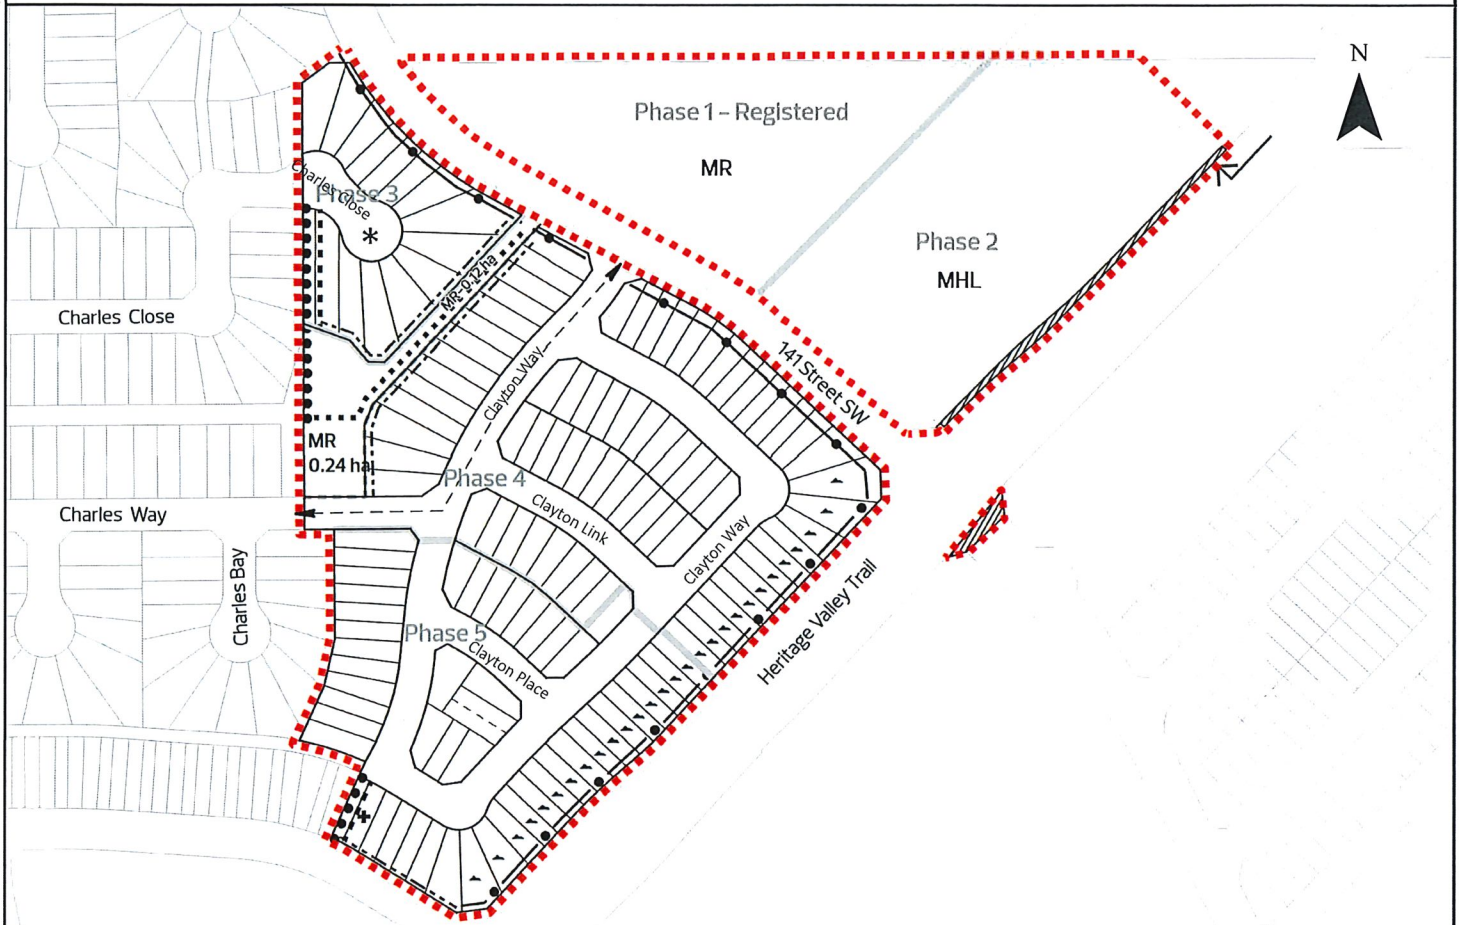 N
Phase 1 – Registered
MR
Charles Close
Phase 3
Phase 2
MHL
MR-0.12 ha
Charles Close
Clayton Way
141 Street SW
MR
0.24 ha
Phase 4
Charles Way
Clayton Link
Clayton Way
Charles Bay
Heritage Valley Trail
Phase 5
Clayton Place